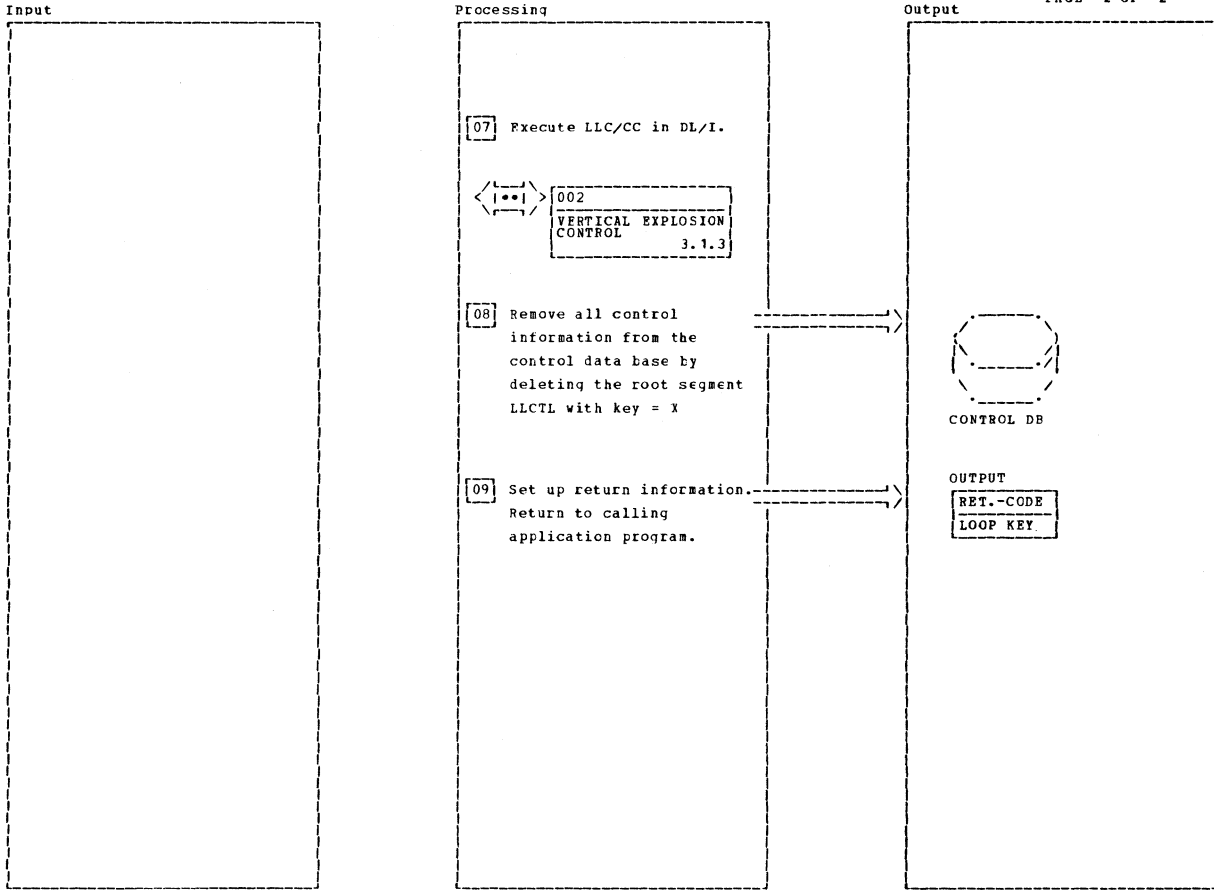 Input
Processing
Output
07 Execute LLC/CC in DL/I.
002
VERTICAL EXPLOSION
CONTROL
3.1.3
08 Remove all control
information from the
control data base by
deleting the root segment
LLCTL with key = X
CONTROL DB
09 Set up return information.
Return to calling
application program.
OUTPUT
RET.-CODE
LOOP KEY